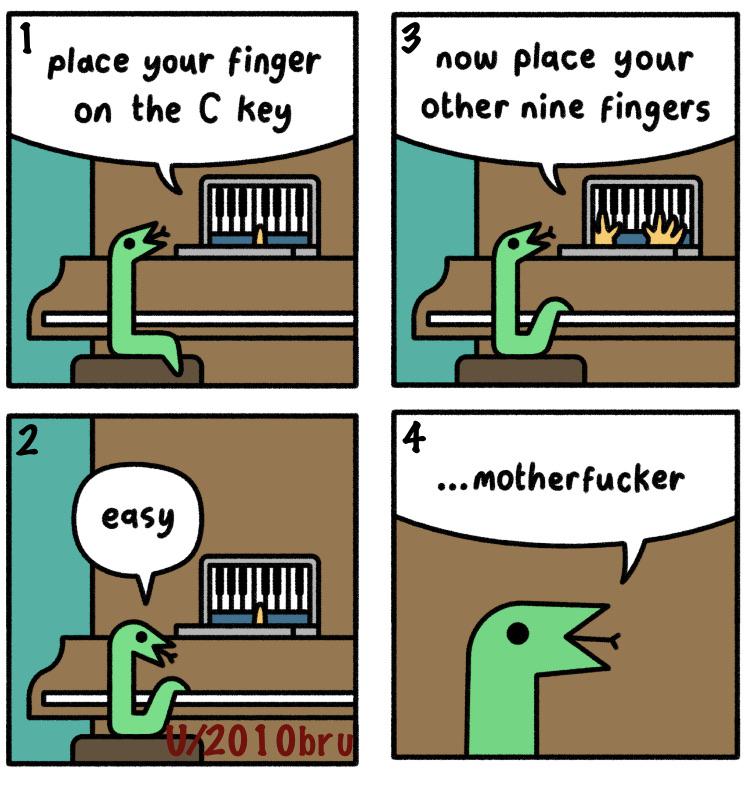 1
place your finger
on the C key
2
easy
U/2010bru
3
now place your
other nine fingers
4
...motherfucker